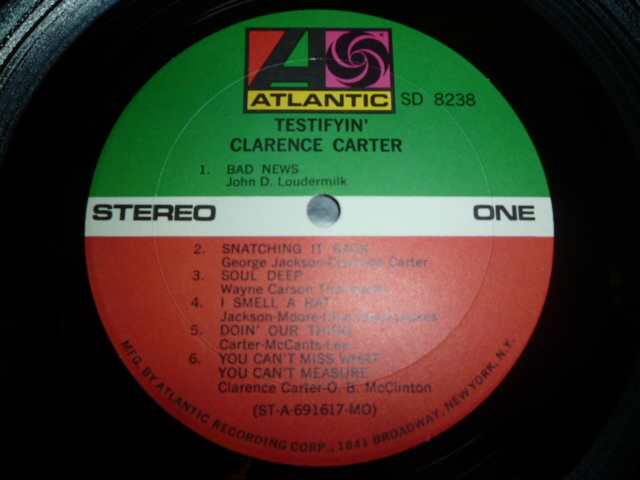 ATLANTIC SD 8238
TESTIFYIN'
CLARENCE CARTER
1. BAD NEWS
John D. Loudermilk
STEREO ONE
2. SNATCHING IT BACK
George Jackson-Clarence Carter
3. SOUL DEEP
Wayne Carson Thompson
4. I SMELL A RAT
Jackson-Moore-
5. DOIN' OUR THING
Carter-McCants-Lee
6. YOU CAN'T MISS WHAT
YOU CAN'T MEASURE
Clarence Carter-O. B. McClinton
(ST-A-691617-MO)
MFG. BY ATLANTIC RECORDING CORP., 1841 BROADWAY, NEW YORK, N.Y.